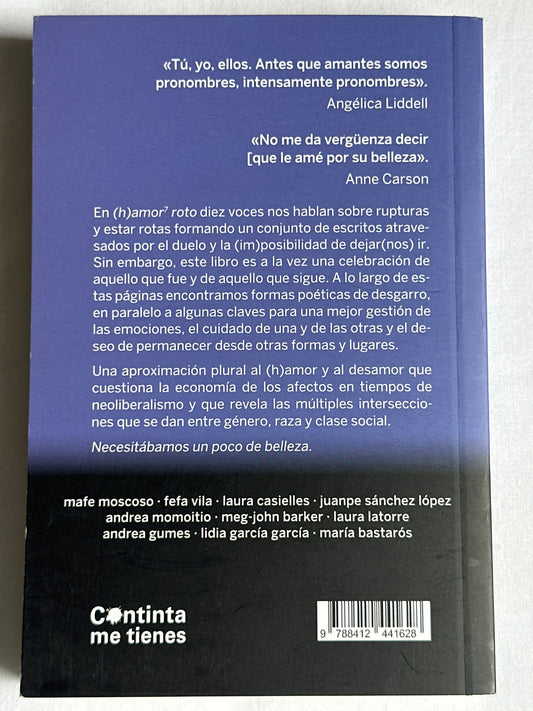 «Tú, yo, ellos. Antes que amantes somos
pronombres, intensamente pronombres».
Angélica Liddell
«No me da vergüenza decir
[que le amé por su belleza».
Anne Carson
En (h)amor⁷ roto diez voces nos hablan sobre rupturas
y estar rotas formando un conjunto de escritos atrave-
sados por el duelo y la (im)posibilidad de dejar(nos) ir.
Sin embargo, este libro es a la vez una celebración de
aquello que fue y de aquello que sigue. A lo largo de es-
tas páginas encontramos formas poéticas de desgarro,
en paralelo a algunas claves para una mejor gestión de
las emociones, el cuidado de una y de las otras y el de-
seo de permanecer desde otras formas y lugares.
Una aproximación plural al (h)amor y al desamor que
cuestiona la economía de los afectos en tiempos de
neoliberalismo y que revela las múltiples interseccio-
nes que se dan entre género, raza y clase social.
Necesitábamos un poco de belleza.
mafe moscoso · fefa vila · laura casielles · juanpe sánchez lópez
andrea momoitio · meg-john barker · laura latorre
andrea gumes · lidia garcía garcía · maría bastarós
Continta
me tienes
9 788412 441628